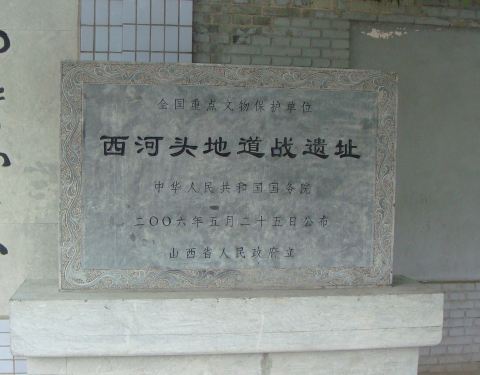 全国重点文物保护单位
西河头地道战遗址
中华人民共和国国务院
二〇〇六年五月二十五日公布
山西省人民政府立